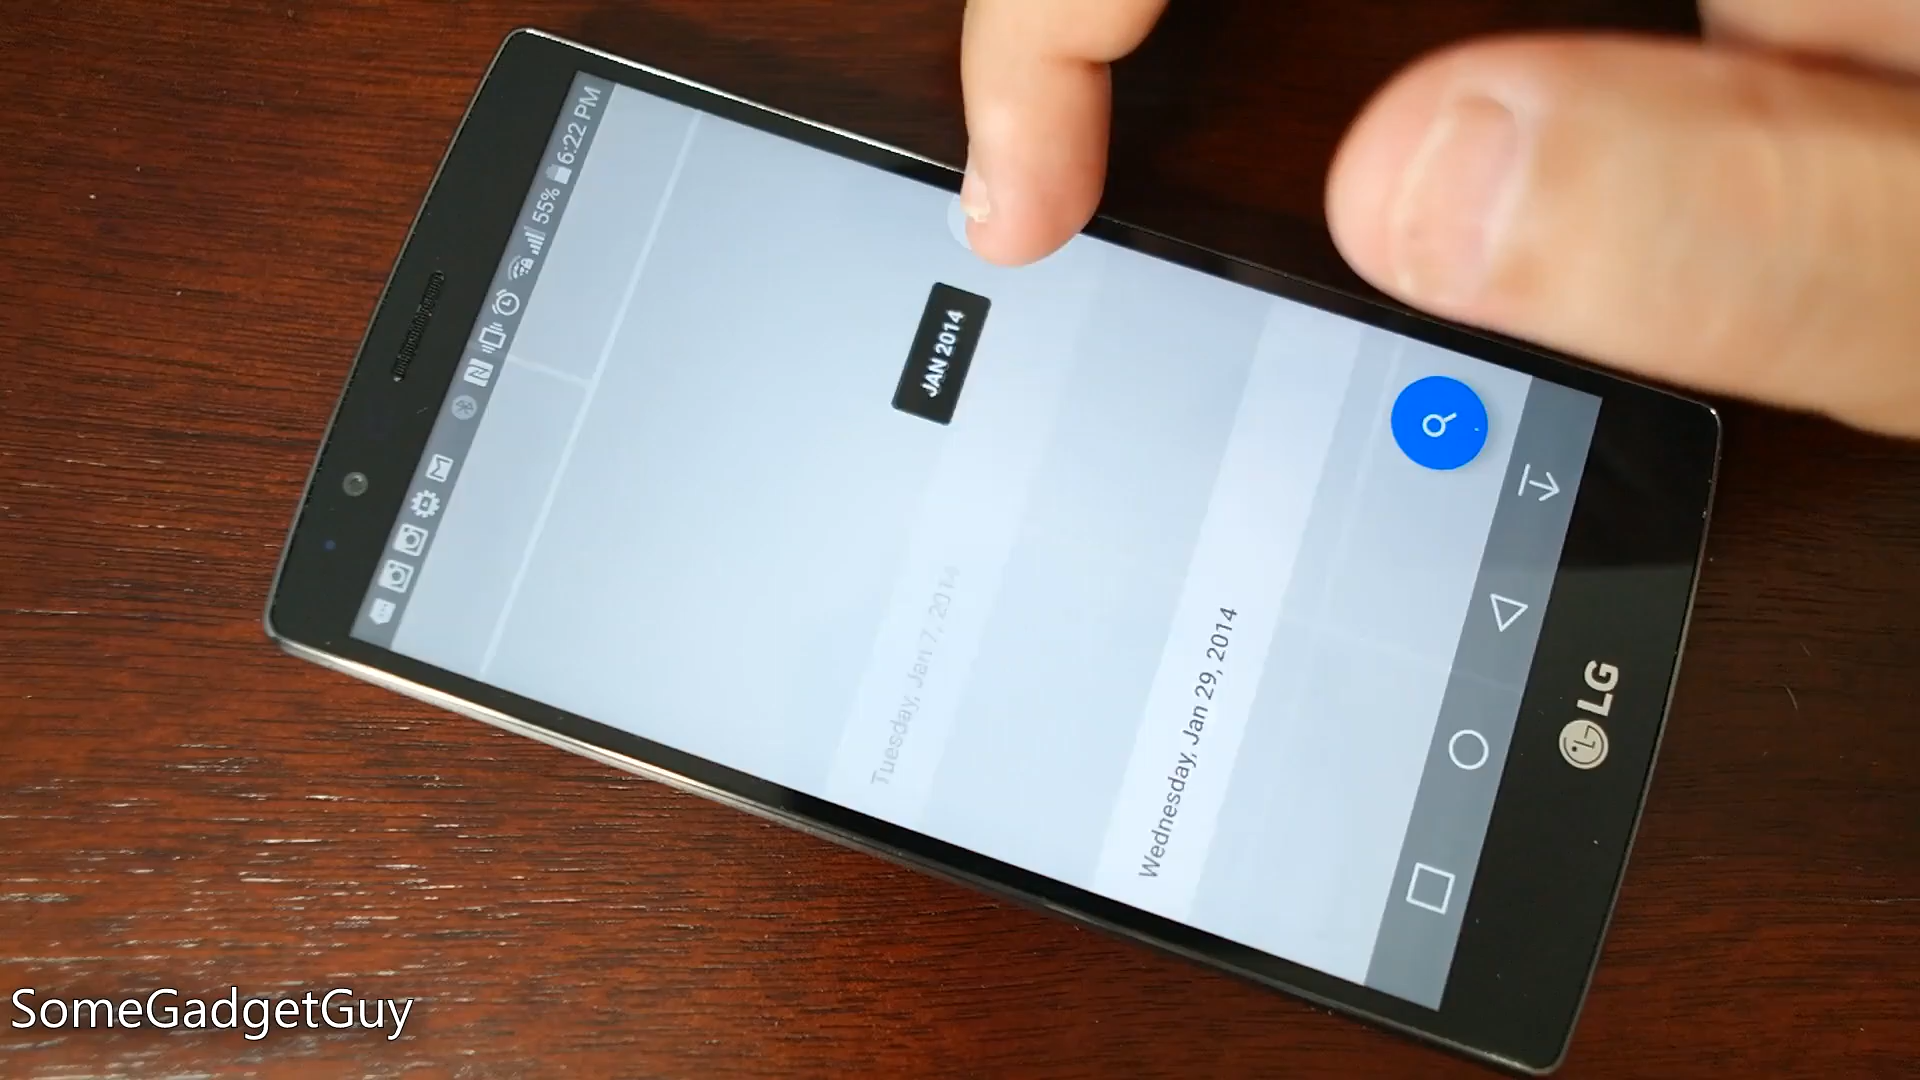 55% 6:22 PM
JAN 2014
Tuesday, Jan 7, 2014
Wednesday, Jan 29, 2014
LG
SomeGadgetGuy